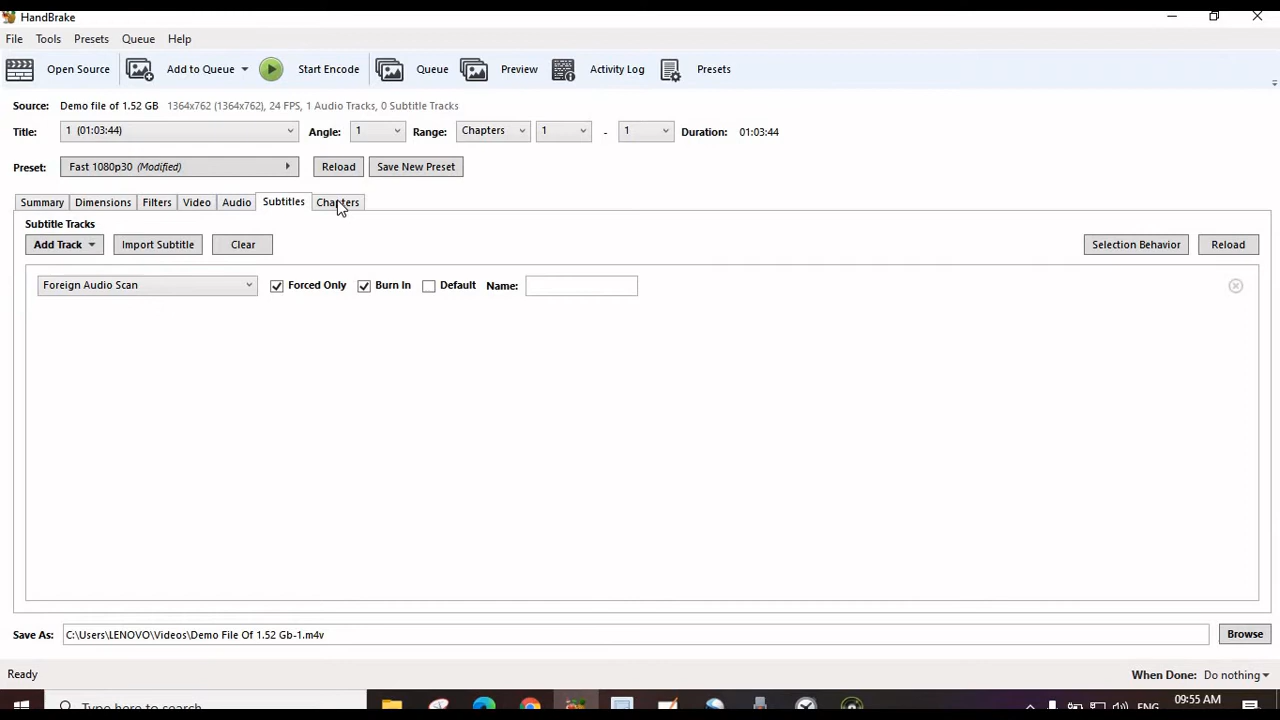 HandBrake
File Tools Presets Queue Help
Open Source Add to Queue Start Encode Queue Preview Activity Log Presets
Source: Demo file of 1.52 GB 1364x762 (1364x762), 24 FPS, 1 Audio Tracks, 0 Subtitle Tracks
Title: 1 (01:03:44) Angle: 1 Range: Chapters 1 - 1 Duration: 01:03:44
Preset: Fast 1080p30 (Modified) Reload Save New Preset
Summary Dimensions Filters Video Audio Subtitles Chapters
Subtitle Tracks
Add Track Import Subtitle Clear Selection Behavior Reload
Foreign Audio Scan Forced Only Burn In Default Name:
Save As: C:\Users\LENOVO\Videos\Demo File Of 1.52 Gb-1.m4v Browse
Ready When Done: Do nothing
Type here to search ENG 09:55 AM